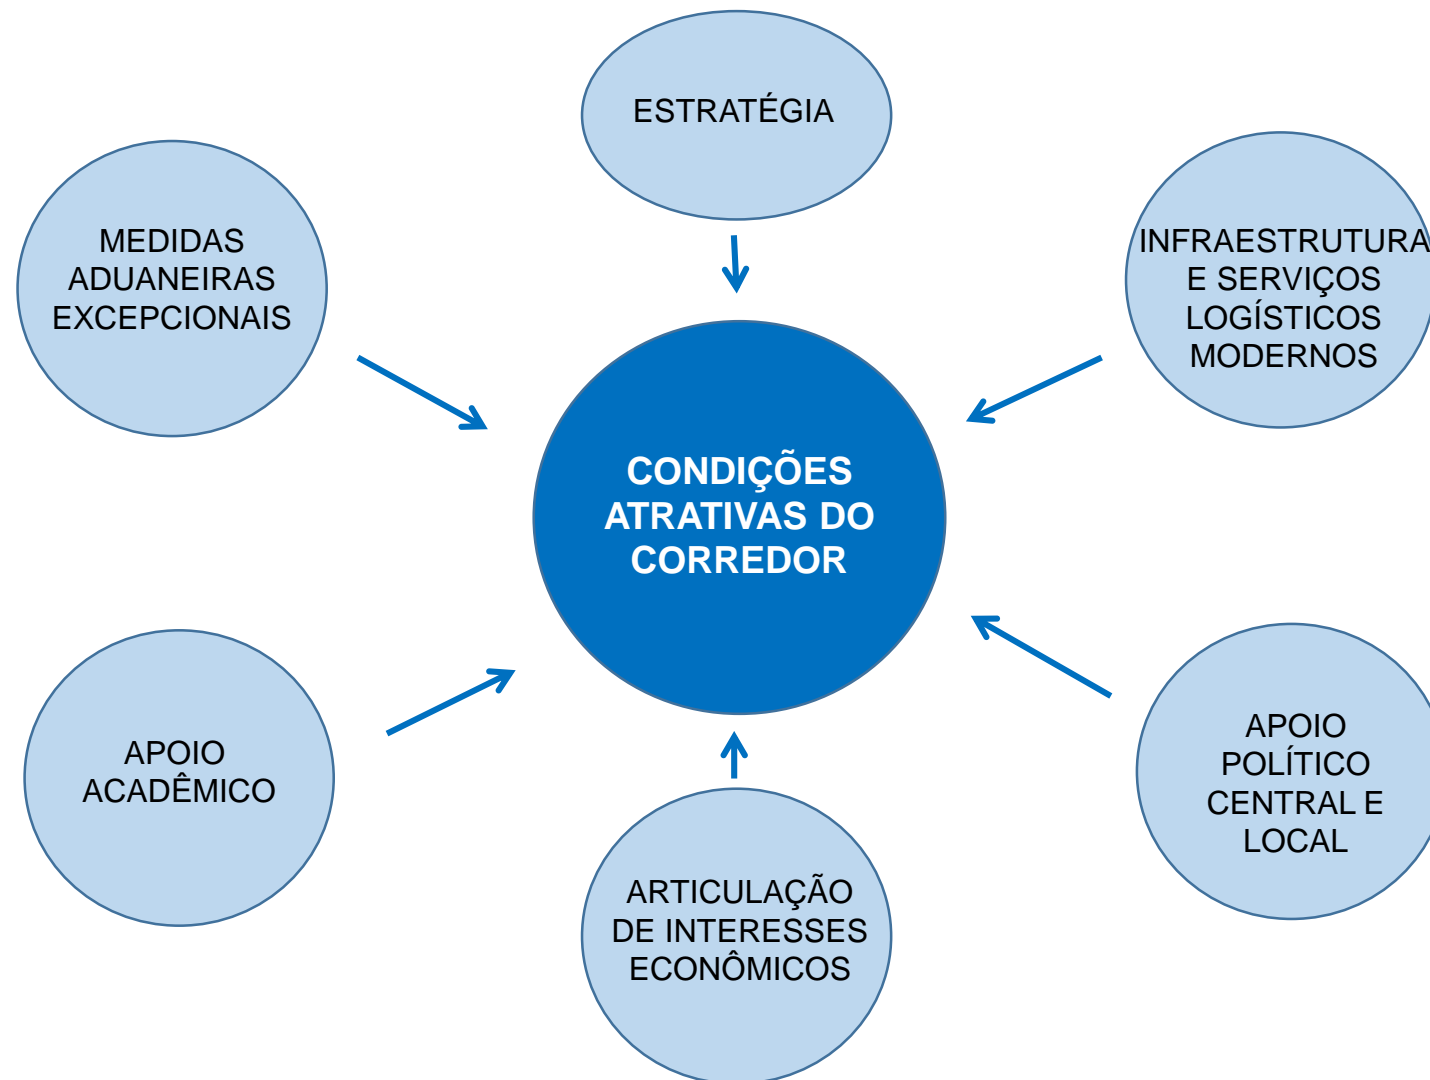 ESTRATÉGIA
MEDIDAS
ADUANEIRAS
EXCEPCIONAIS
INFRAESTRUTURA
E SERVIÇOS
LOGÍSTICOS
MODERNOS
CONDIÇÕES
ATRATIVAS DO
CORREDOR
APOIO
ACADÊMICO
APOIO
POLÍTICO
CENTRAL E
LOCAL
ARTICULAÇÃO
DE INTERESSES
ECONÔMICOS